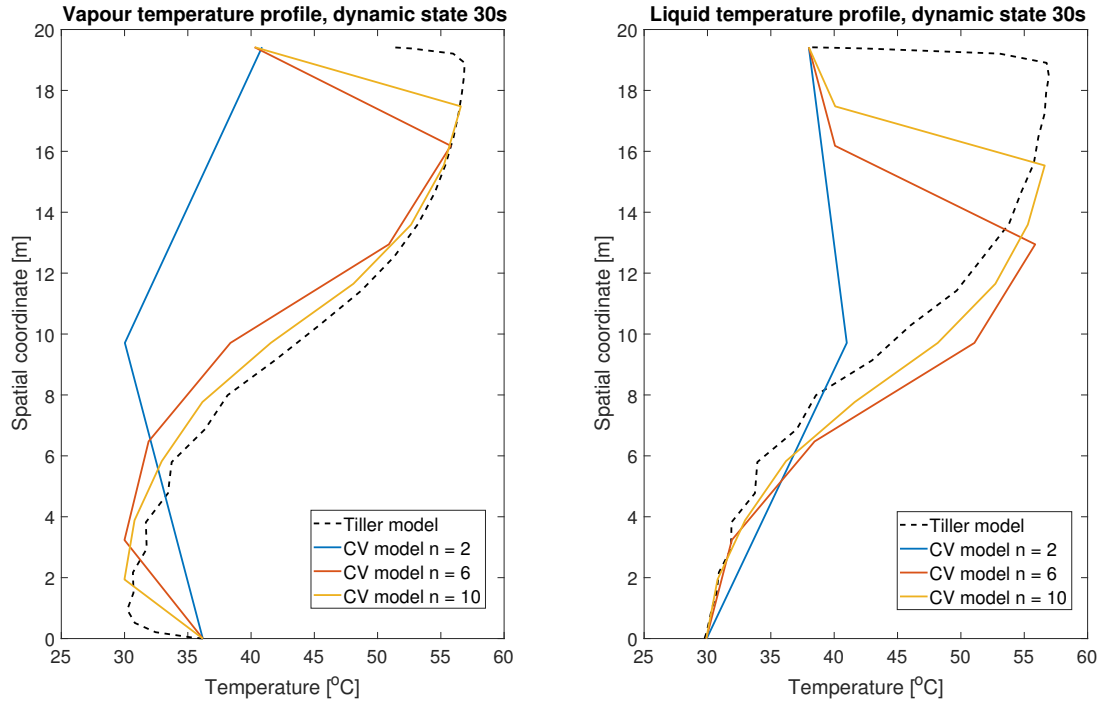 Vapour temperature profile, dynamic state 30s
20
18
16
14
12
10
8
6
4
2
0
Spatial coordinate [m]
25 30 35 40 45 50 55 60
Temperature [°C]
Tiller model
CV model n = 2
CV model n = 6
CV model n = 10
Liquid temperature profile, dynamic state 30s
20
18
16
14
12
10
8
6
4
2
0
Spatial coordinate [m]
25 30 35 40 45 50 55 60
Temperature [°C]
Tiller model
CV model n = 2
CV model n = 6
CV model n = 10